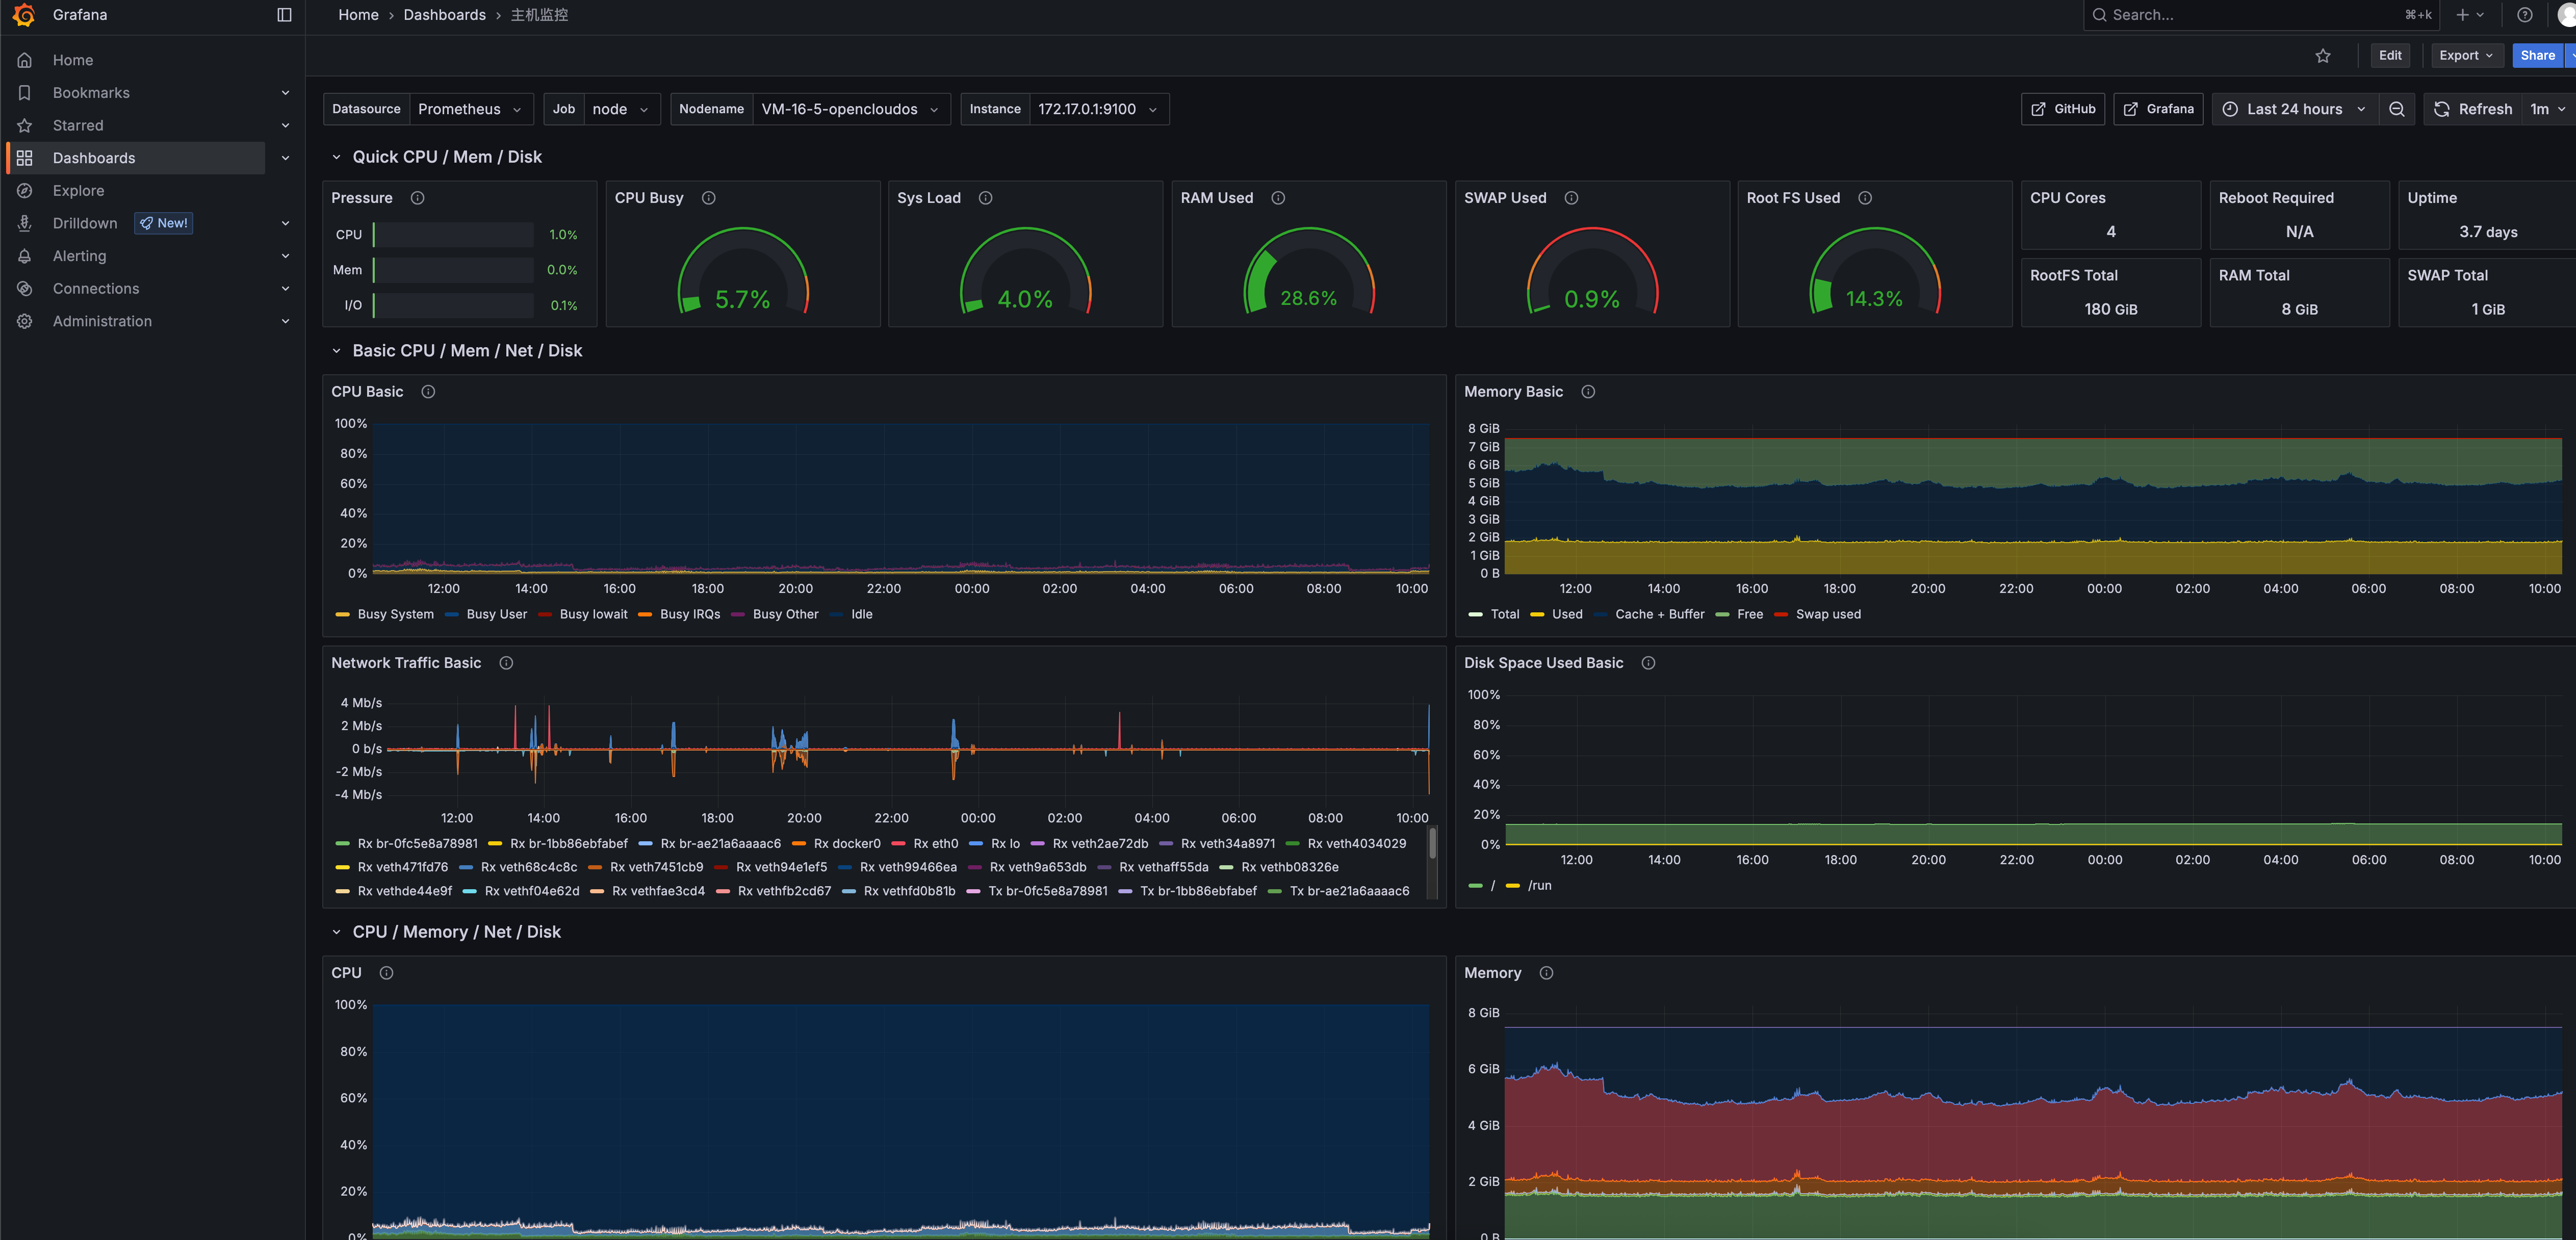 Grafana
Home › Dashboards › 主机监控
Search... ⌘+k
Home
Bookmarks
Starred
Dashboards
Explore
Drilldown New!
Alerting
Connections
Administration
Edit Export Share
Datasource Prometheus Job node Nodename VM-16-5-opencloudos Instance 172.17.0.1:9100
GitHub Grafana Last 24 hours Refresh 1m
Quick CPU / Mem / Disk
Pressure
CPU 1.0%
Mem 0.0%
I/O 0.1%
CPU Busy
5.7%
Sys Load
4.0%
RAM Used
28.6%
SWAP Used
0.9%
Root FS Used
14.3%
CPU Cores
4
Reboot Required
N/A
Uptime
3.7 days
RootFS Total
180 GiB
RAM Total
8 GiB
SWAP Total
1 GiB
Basic CPU / Mem / Net / Disk
CPU Basic
100%
80%
60%
40%
20%
0%
12:00 14:00 16:00 18:00 20:00 22:00 00:00 02:00 04:00 06:00 08:00 10:00
Busy System Busy User Busy Iowait Busy IRQs Busy Other Idle
Memory Basic
8 GiB
7 GiB
6 GiB
5 GiB
4 GiB
3 GiB
2 GiB
1 GiB
0 B
12:00 14:00 16:00 18:00 20:00 22:00 00:00 02:00 04:00 06:00 08:00 10:00
Total Used Cache + Buffer Free Swap used
Network Traffic Basic
4 Mb/s
2 Mb/s
0 b/s
-2 Mb/s
-4 Mb/s
12:00 14:00 16:00 18:00 20:00 22:00 00:00 02:00 04:00 06:00 08:00 10:00
Rx br-0fc5e8a78981 Rx br-1bb86ebfabef Rx br-ae21a6aaaac6 Rx docker0 Rx eth0 Rx lo Rx veth2ae72db Rx veth34a8971 Rx veth4034029
Rx veth471fd76 Rx veth68c4c8c Rx veth7451cb9 Rx veth94e1ef5 Rx veth99466ea Rx veth9a653db Rx vethaff55da Rx vethb08326e
Rx vethde44e9f Rx vethf04e62d Rx vethfae3cd4 Rx vethfb2cd67 Rx vethfd0b81b Tx br-0fc5e8a78981 Tx br-1bb86ebfabef Tx br-ae21a6aaaac6
Disk Space Used Basic
100%
80%
60%
40%
20%
0%
12:00 14:00 16:00 18:00 20:00 22:00 00:00 02:00 04:00 06:00 08:00 10:00
/ /run
CPU / Memory / Net / Disk
CPU
100%
80%
60%
40%
20%
0%
Memory
8 GiB
6 GiB
4 GiB
2 GiB
0 B